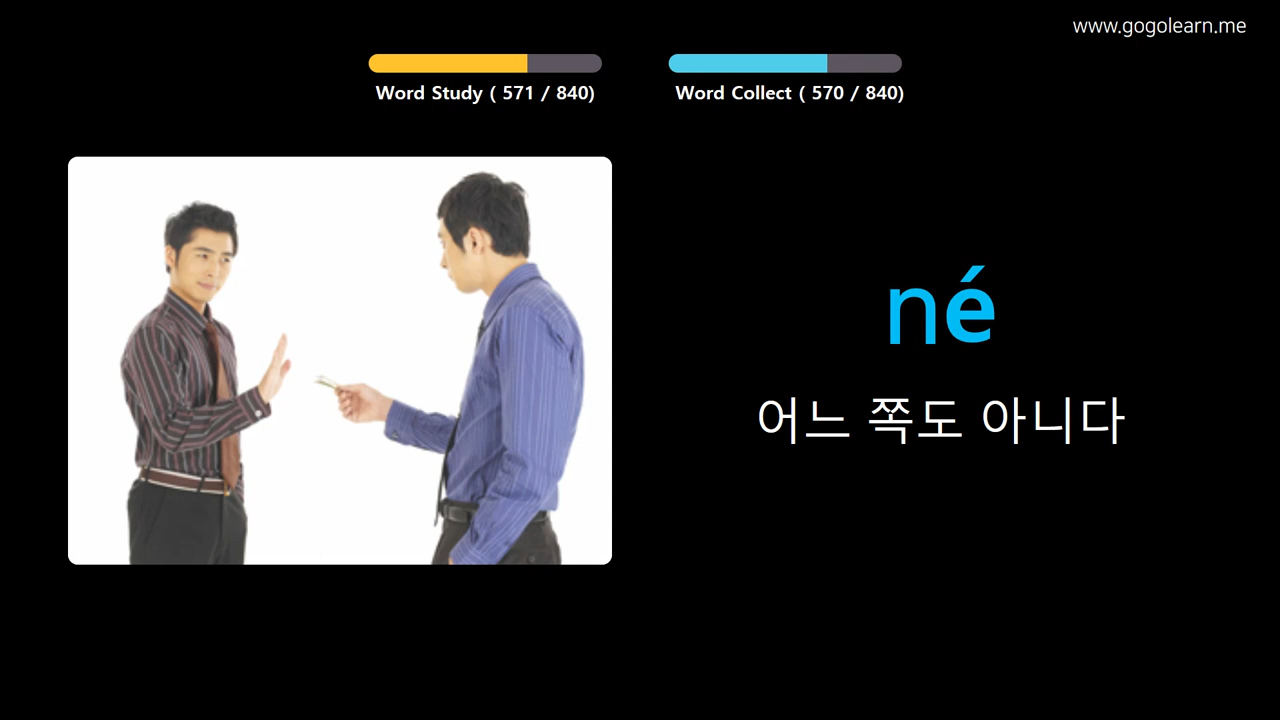 www.gogolearn.me
Word Study ( 571 / 840)
Word Collect ( 570 / 840)
né
어느 쪽도 아니다